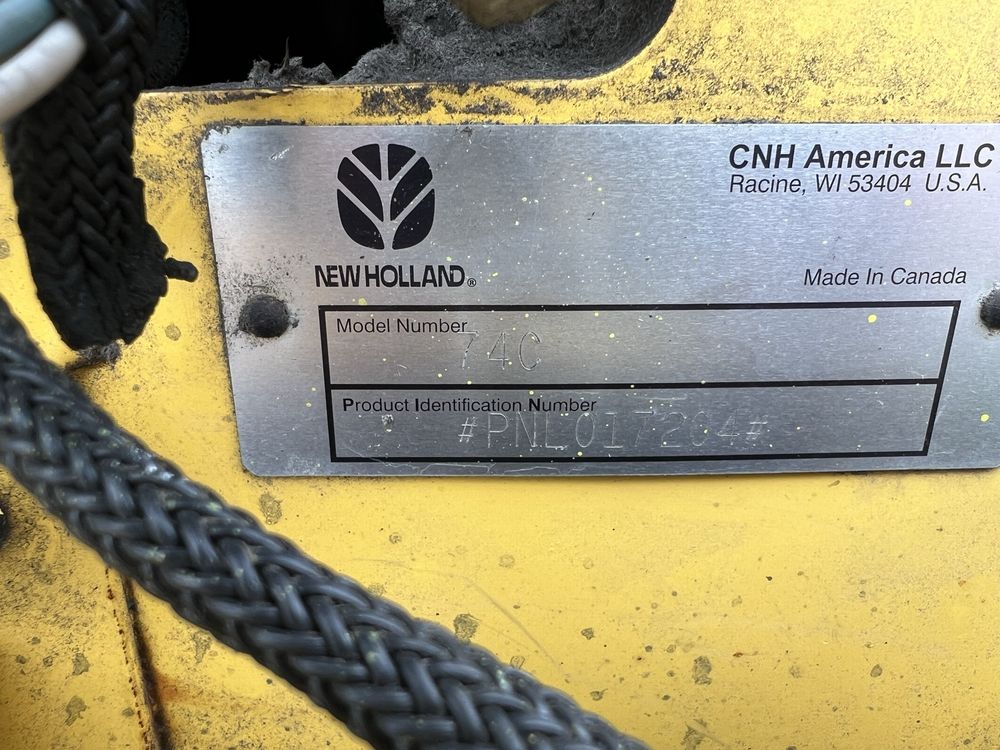 CNH America LLC
Racine, WI 53404 U.S.A.
NEW HOLLAND®
Made In Canada
Model Number
74C
Product Identification Number
#PNL017204#